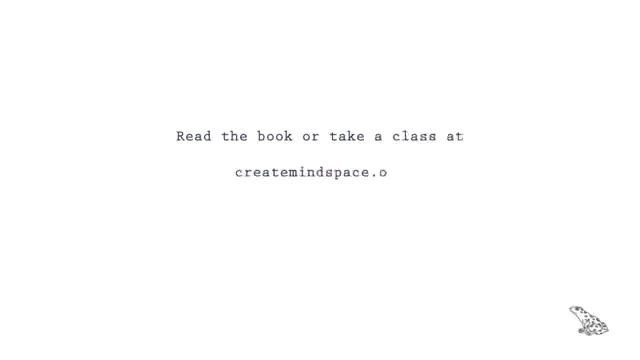 Read the book or take a class at
createmindspace.o